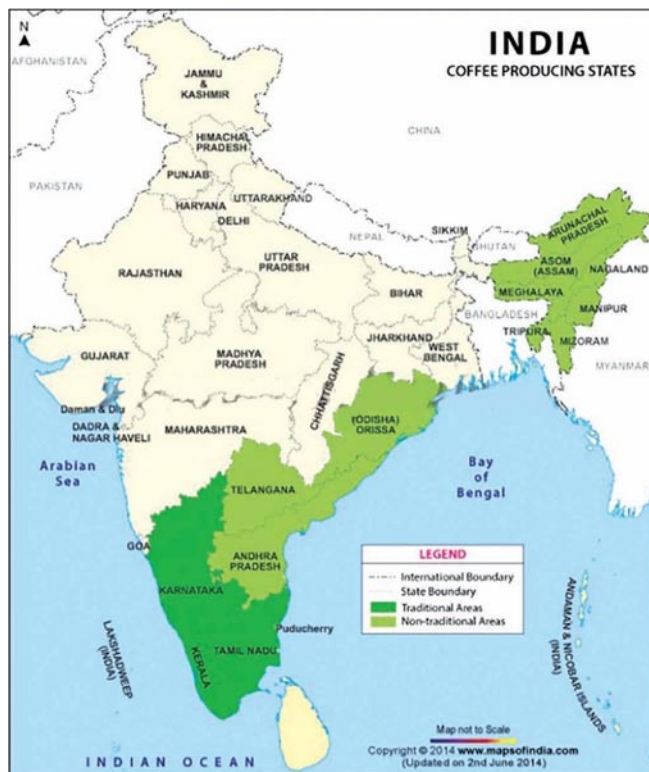 N
INDIA
COFFEE PRODUCING STATES
AFGHANISTAN
JAMMU
&
KASHMIR
CHINA
HIMACHAL
PRADESH
PUNJAB
PAKISTAN
UTTARAKHAND
HARYANA
DELHI
ARUNACHAL
PRADESH
SIKKIM
NEPAL
BHUTAN
RAJASTHAN
UTTAR
PRADESH
ASOM
(ASSAM)
NAGALAND
BIHAR
MEGHALAYA
MANIPUR
BANGLADESH
TRIPURA
MIZORAM
JHARKHAND
WEST
BENGAL
GUJARAT
MADHYA
PRADESH
MYANMAR
CHHATTISGARH
Daman & Diu
DADRA &
NAGAR HAVELI
MAHARASHTRA
(ODISHA)
ORISSA
Arabian
Sea
Bay
of
Bengal
TELANGANA
GOA
ANDHRA
PRADESH
LEGEND
International Boundary
State Boundary
Traditional Areas
Non-traditional Areas
KARNATAKA
Puducherry
ANDAMAN & NICOBAR ISLANDS
(INDIA)
LAKSHADWEEP
(INDIA)
KERALA
TAMIL NADU
Map not to Scale
INDIAN OCEAN
Copyright © 2014 www.mapsofindia.com
(Updated on 2nd June 2014)